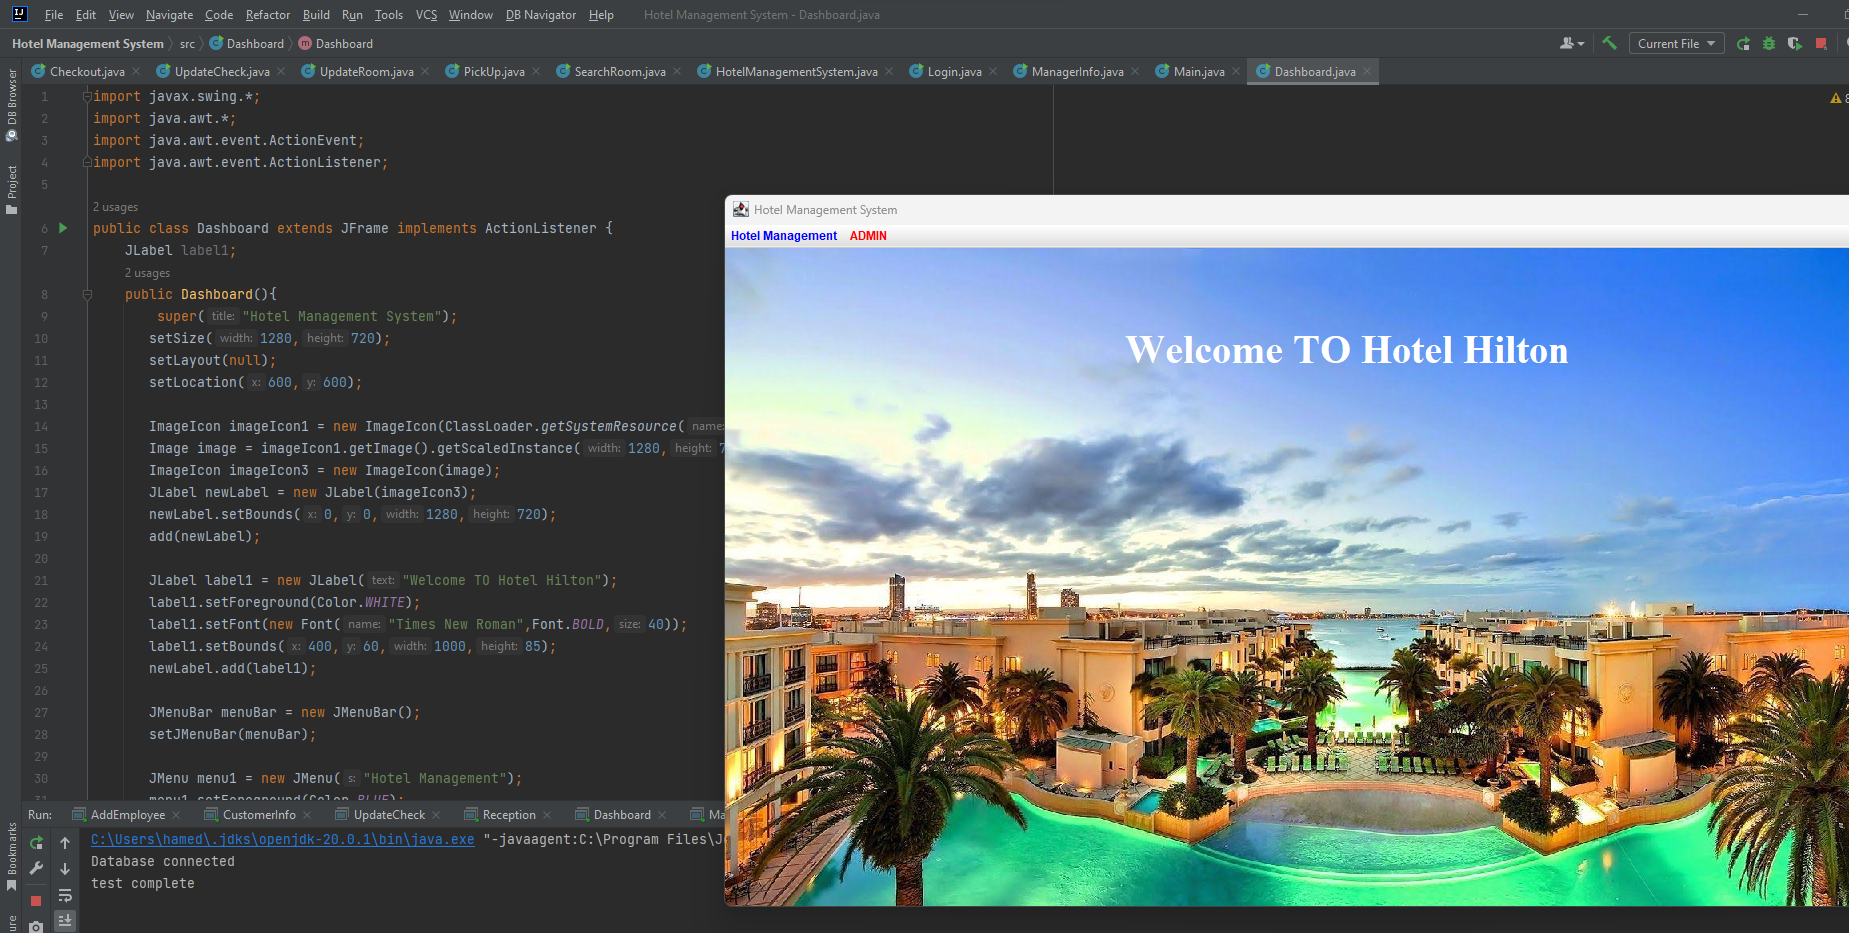 File Edit View Navigate Code Refactor Build Run Tools VCS Window DB Navigator Help Hotel Management System - Dashboard.java
Hotel Management System src Dashboard Dashboard
Current File
Checkout.java UpdateCheck.java UpdateRoom.java PickUp.java SearchRoom.java HotelManagementSystem.java Login.java ManagerInfo.java Main.java Dashboard.java
DB Browser
Project
Bookmarks
1 import javax.swing.*;
2 import java.awt.*;
3 import java.awt.event.ActionEvent;
4 import java.awt.event.ActionListener;
5
2 usages
6 public class Dashboard extends JFrame implements ActionListener {
7 JLabel label1;
2 usages
8 public Dashboard(){
9 super( title: "Hotel Management System");
10 setSize( width: 1280, height: 720);
11 setLayout(null);
12 setLocation( x: 600, y: 600);
13
14 ImageIcon imageIcon1 = new ImageIcon(ClassLoader.getSystemResource( name:
15 Image image = imageIcon1.getImage().getScaledInstance( width: 1280, height: 7
16 ImageIcon imageIcon3 = new ImageIcon(image);
17 JLabel newLabel = new JLabel(imageIcon3);
18 newLabel.setBounds( x: 0, y: 0, width: 1280, height: 720);
19 add(newLabel);
20
21 JLabel label1 = new JLabel( text: "Welcome TO Hotel Hilton");
22 label1.setForeground(Color.WHITE);
23 label1.setFont(new Font( name: "Times New Roman",Font.BOLD, size: 40));
24 label1.setBounds( x: 400, y: 60, width: 1000, height: 85);
25 newLabel.add(label1);
26
27 JMenuBar menuBar = new JMenuBar();
28 setJMenuBar(menuBar);
29
30 JMenu menu1 = new JMenu( s: "Hotel Management");
31 menu1.setForeground(Color.BLUE);
Hotel Management System
Hotel Management ADMIN
Welcome TO Hotel Hilton
Run: AddEmployee CustomerInfo UpdateCheck Reception Dashboard Ma
C:\Users\hamed\.jdks\openjdk-20.0.1\bin\java.exe "-javaagent:C:\Program Files\J
Database connected
test complete